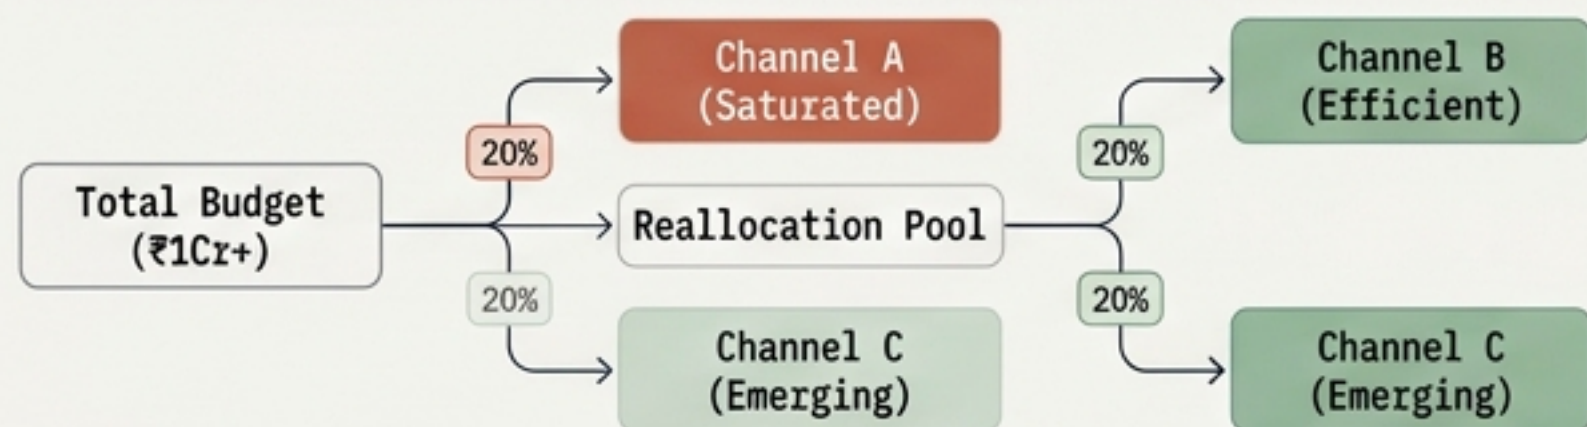 Total Budget
(₹1Cr+)
20%
20%
Channel A
(Saturated)
Reallocation Pool
Channel C
(Emerging)
20%
20%
Channel B
(Efficient)
Channel C
(Emerging)